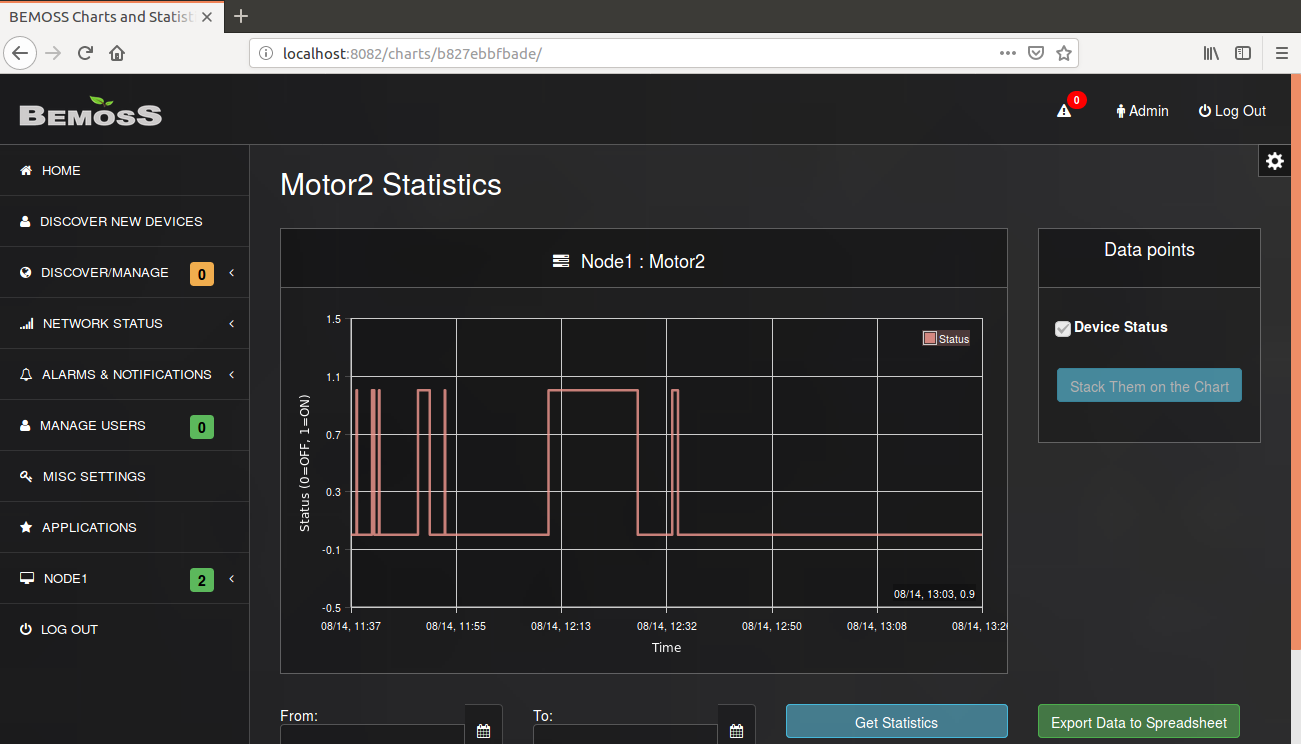 BEMOSS Charts and Statist
localhost:8082/charts/b827ebbfbade/
BEMOSS
0
Admin
Log Out
HOME
DISCOVER NEW DEVICES
DISCOVER/MANAGE 0
NETWORK STATUS
ALARMS & NOTIFICATIONS
MANAGE USERS 0
MISC SETTINGS
APPLICATIONS
NODE1 2
LOG OUT
Motor2 Statistics
Node1 : Motor2
Status (0=OFF, 1=ON)
1.5
1.1
0.7
0.3
-0.1
-0.5
Status
08/14, 13:03, 0.9
08/14, 11:37 08/14, 11:55 08/14, 12:13 08/14, 12:32 08/14, 12:50 08/14, 13:08 08/14, 13:2
Time
Data points
Device Status
Stack Them on the Chart
From:
To:
Get Statistics
Export Data to Spreadsheet